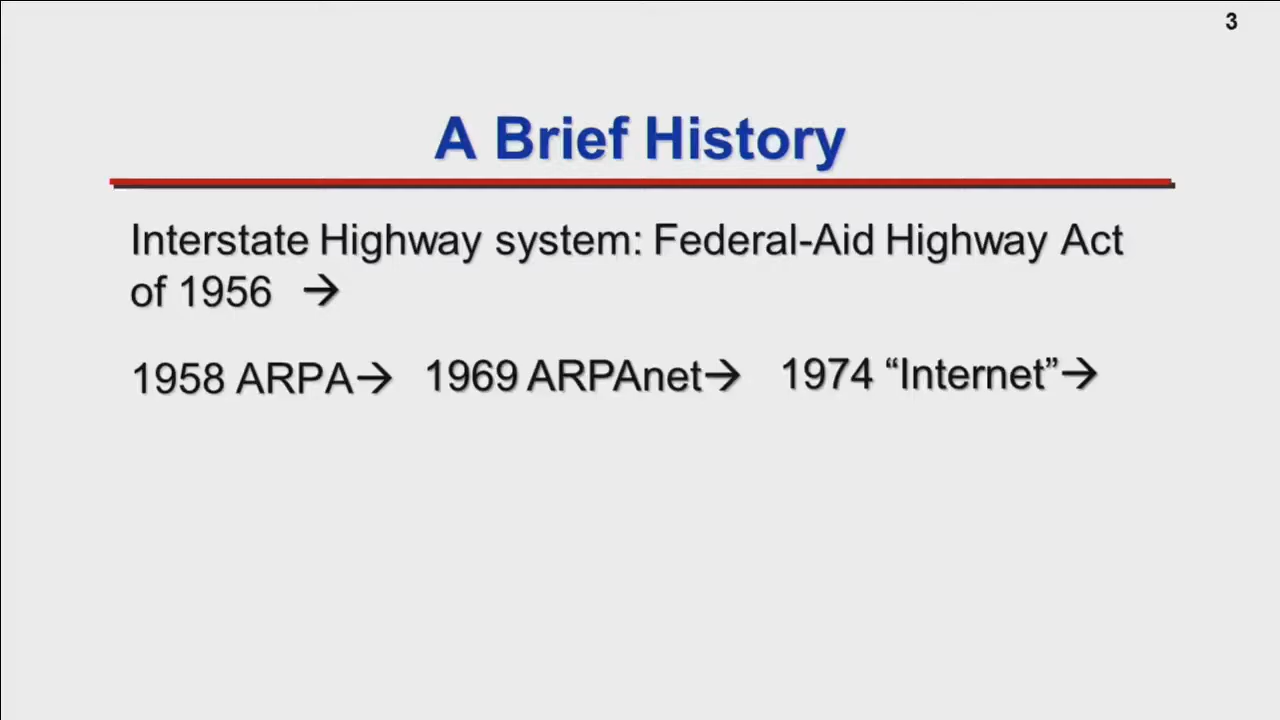 3
A Brief History
Interstate Highway system: Federal-Aid Highway Act
of 1956 →
1958 ARPA→ 1969 ARPAnet→ 1974 “Internet”→